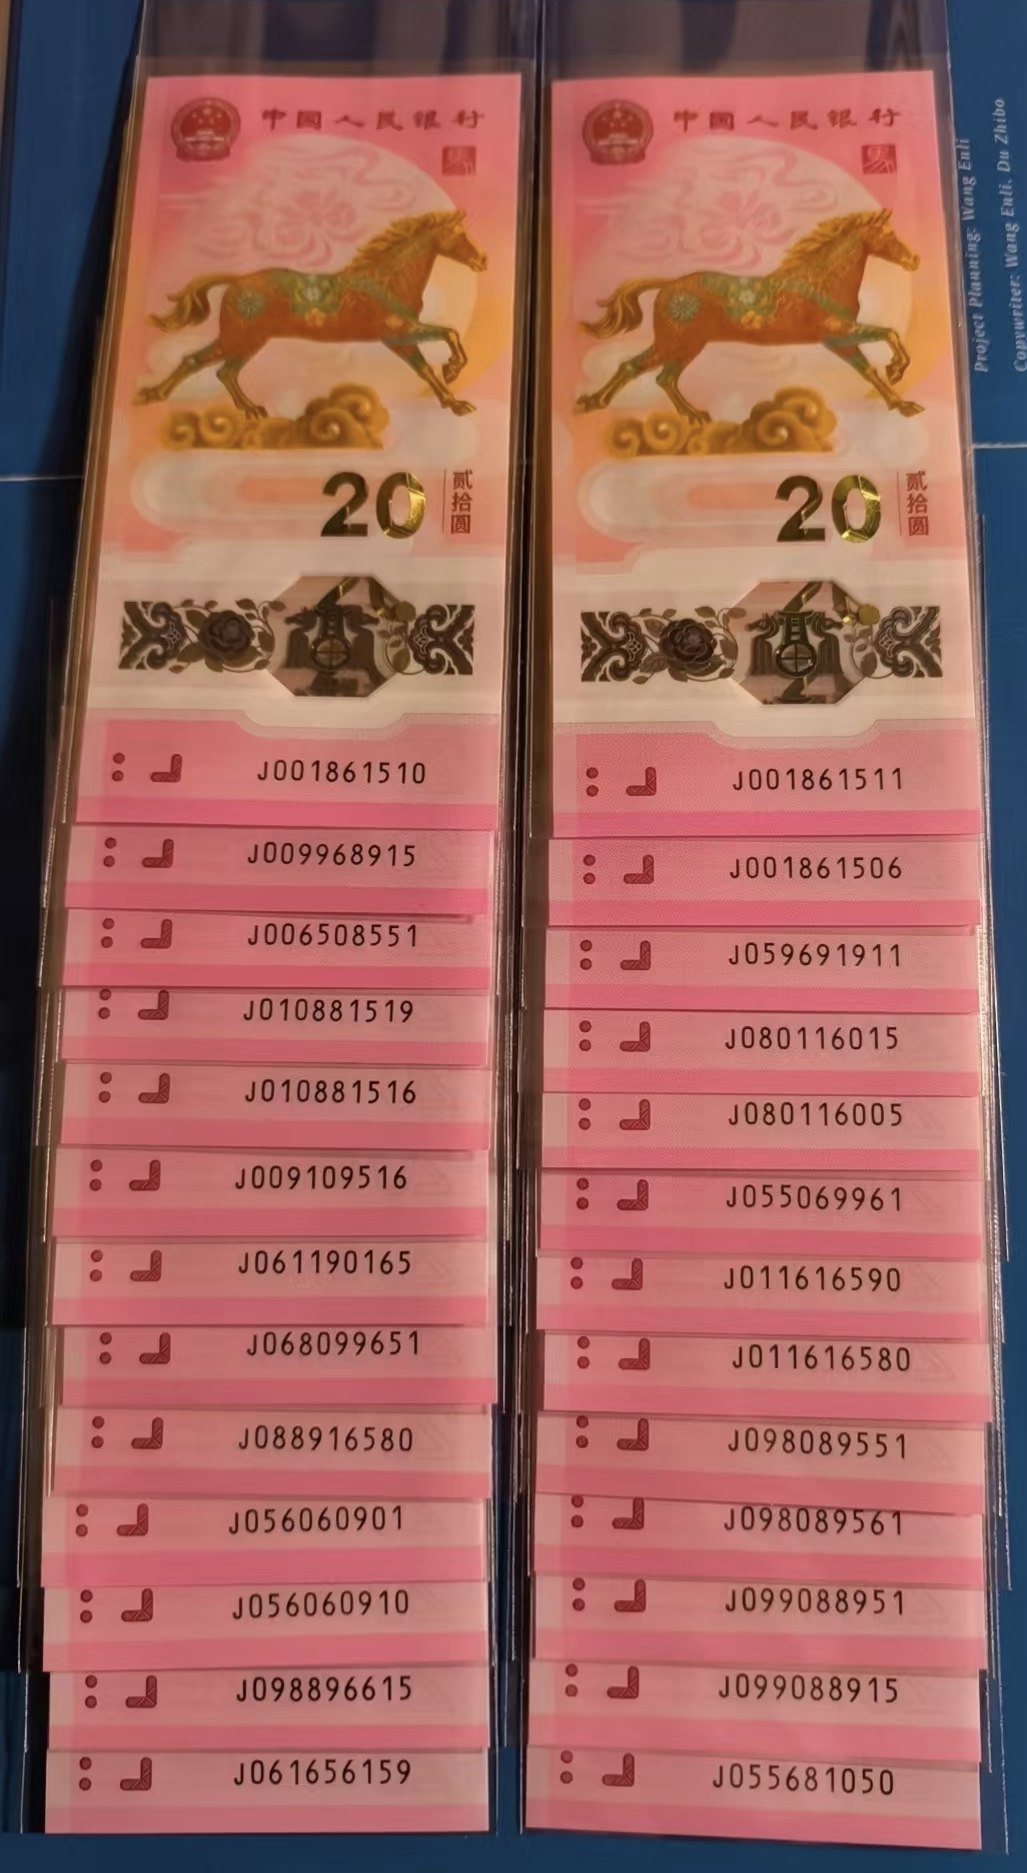 中国人民银行
20
贰拾圆
J001861510
J009968915
J006508551
J010881519
J010881516
J009109516
J061190165
J068099651
J088916580
J056060901
J056060910
J098896615
J061656159
中国人民银行
20
贰拾圆
J001861511
J001861506
J059691911
J080116015
J080116005
J055069961
J011616590
J011616580
J098089551
J098089561
J099088951
J099088915
J055681050
Project Planning: Wang Enli
Copywriter: Wang Enli, Du Zhibo